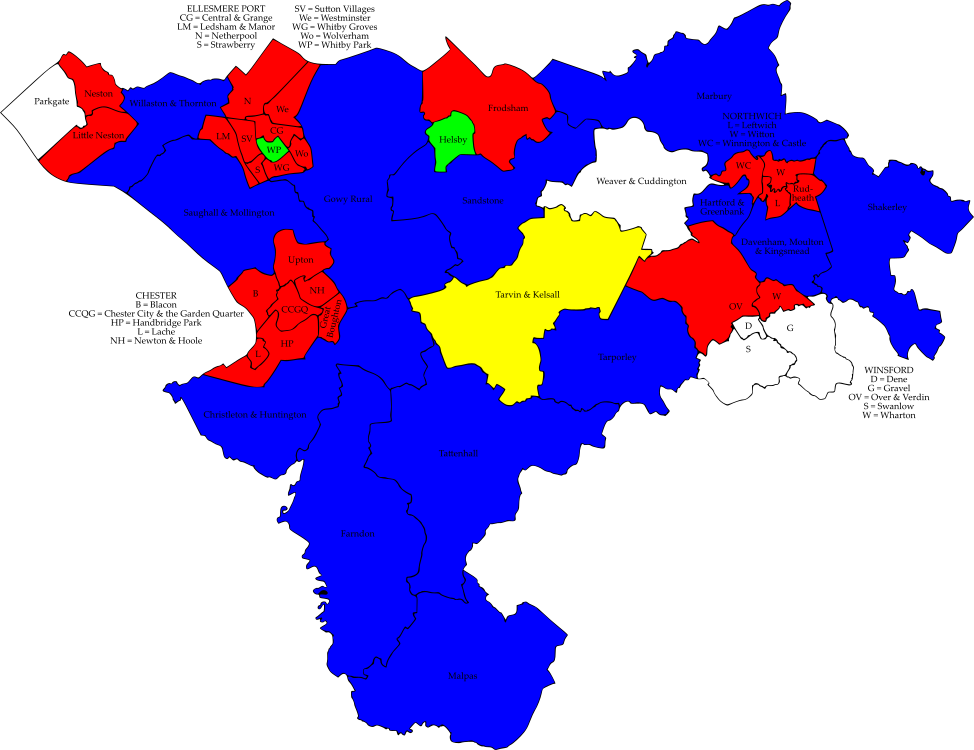 ELLESMERE PORT
CG = Central & Grange
LM = Ledsham & Manor
N = Netherpool
S = Strawberry
SV = Sutton Villages
We = Westminster
WG = Whitby Groves
Wo = Wolverham
WP = Whitby Park
Parkgate
Neston
Little Neston
Willaston & Thornton
N
We
LM
SV
CG
WP
Wo
S
WG
Frodsham
Helsby
Marbury
NORTHWICH
L = Leftwich
W = Witton
WC = Winnington & Castle
WC
W
Rud-
heath
L
Weaver & Cuddington
Hartford &
Greenbank
Shakerley
Davenham, Moulton
& Kingsmead
Saughall & Mollington
Gowy Rural
Sandstone
Upton
B
NH
CCGQ
Great
Boughton
HP
L
CHESTER
B = Blacon
CCQG = Chester City & the Garden Quarter
HP = Handbridge Park
L = Lache
NH = Newton & Hoole
Tarvin & Kelsall
OV
W
D
G
S
Tarporley
WINSFORD
D = Dene
G = Gravel
OV = Over & Verdin
S = Swanlow
W = Wharton
Christleton & Huntington
Tattenhall
Farndon
Malpas